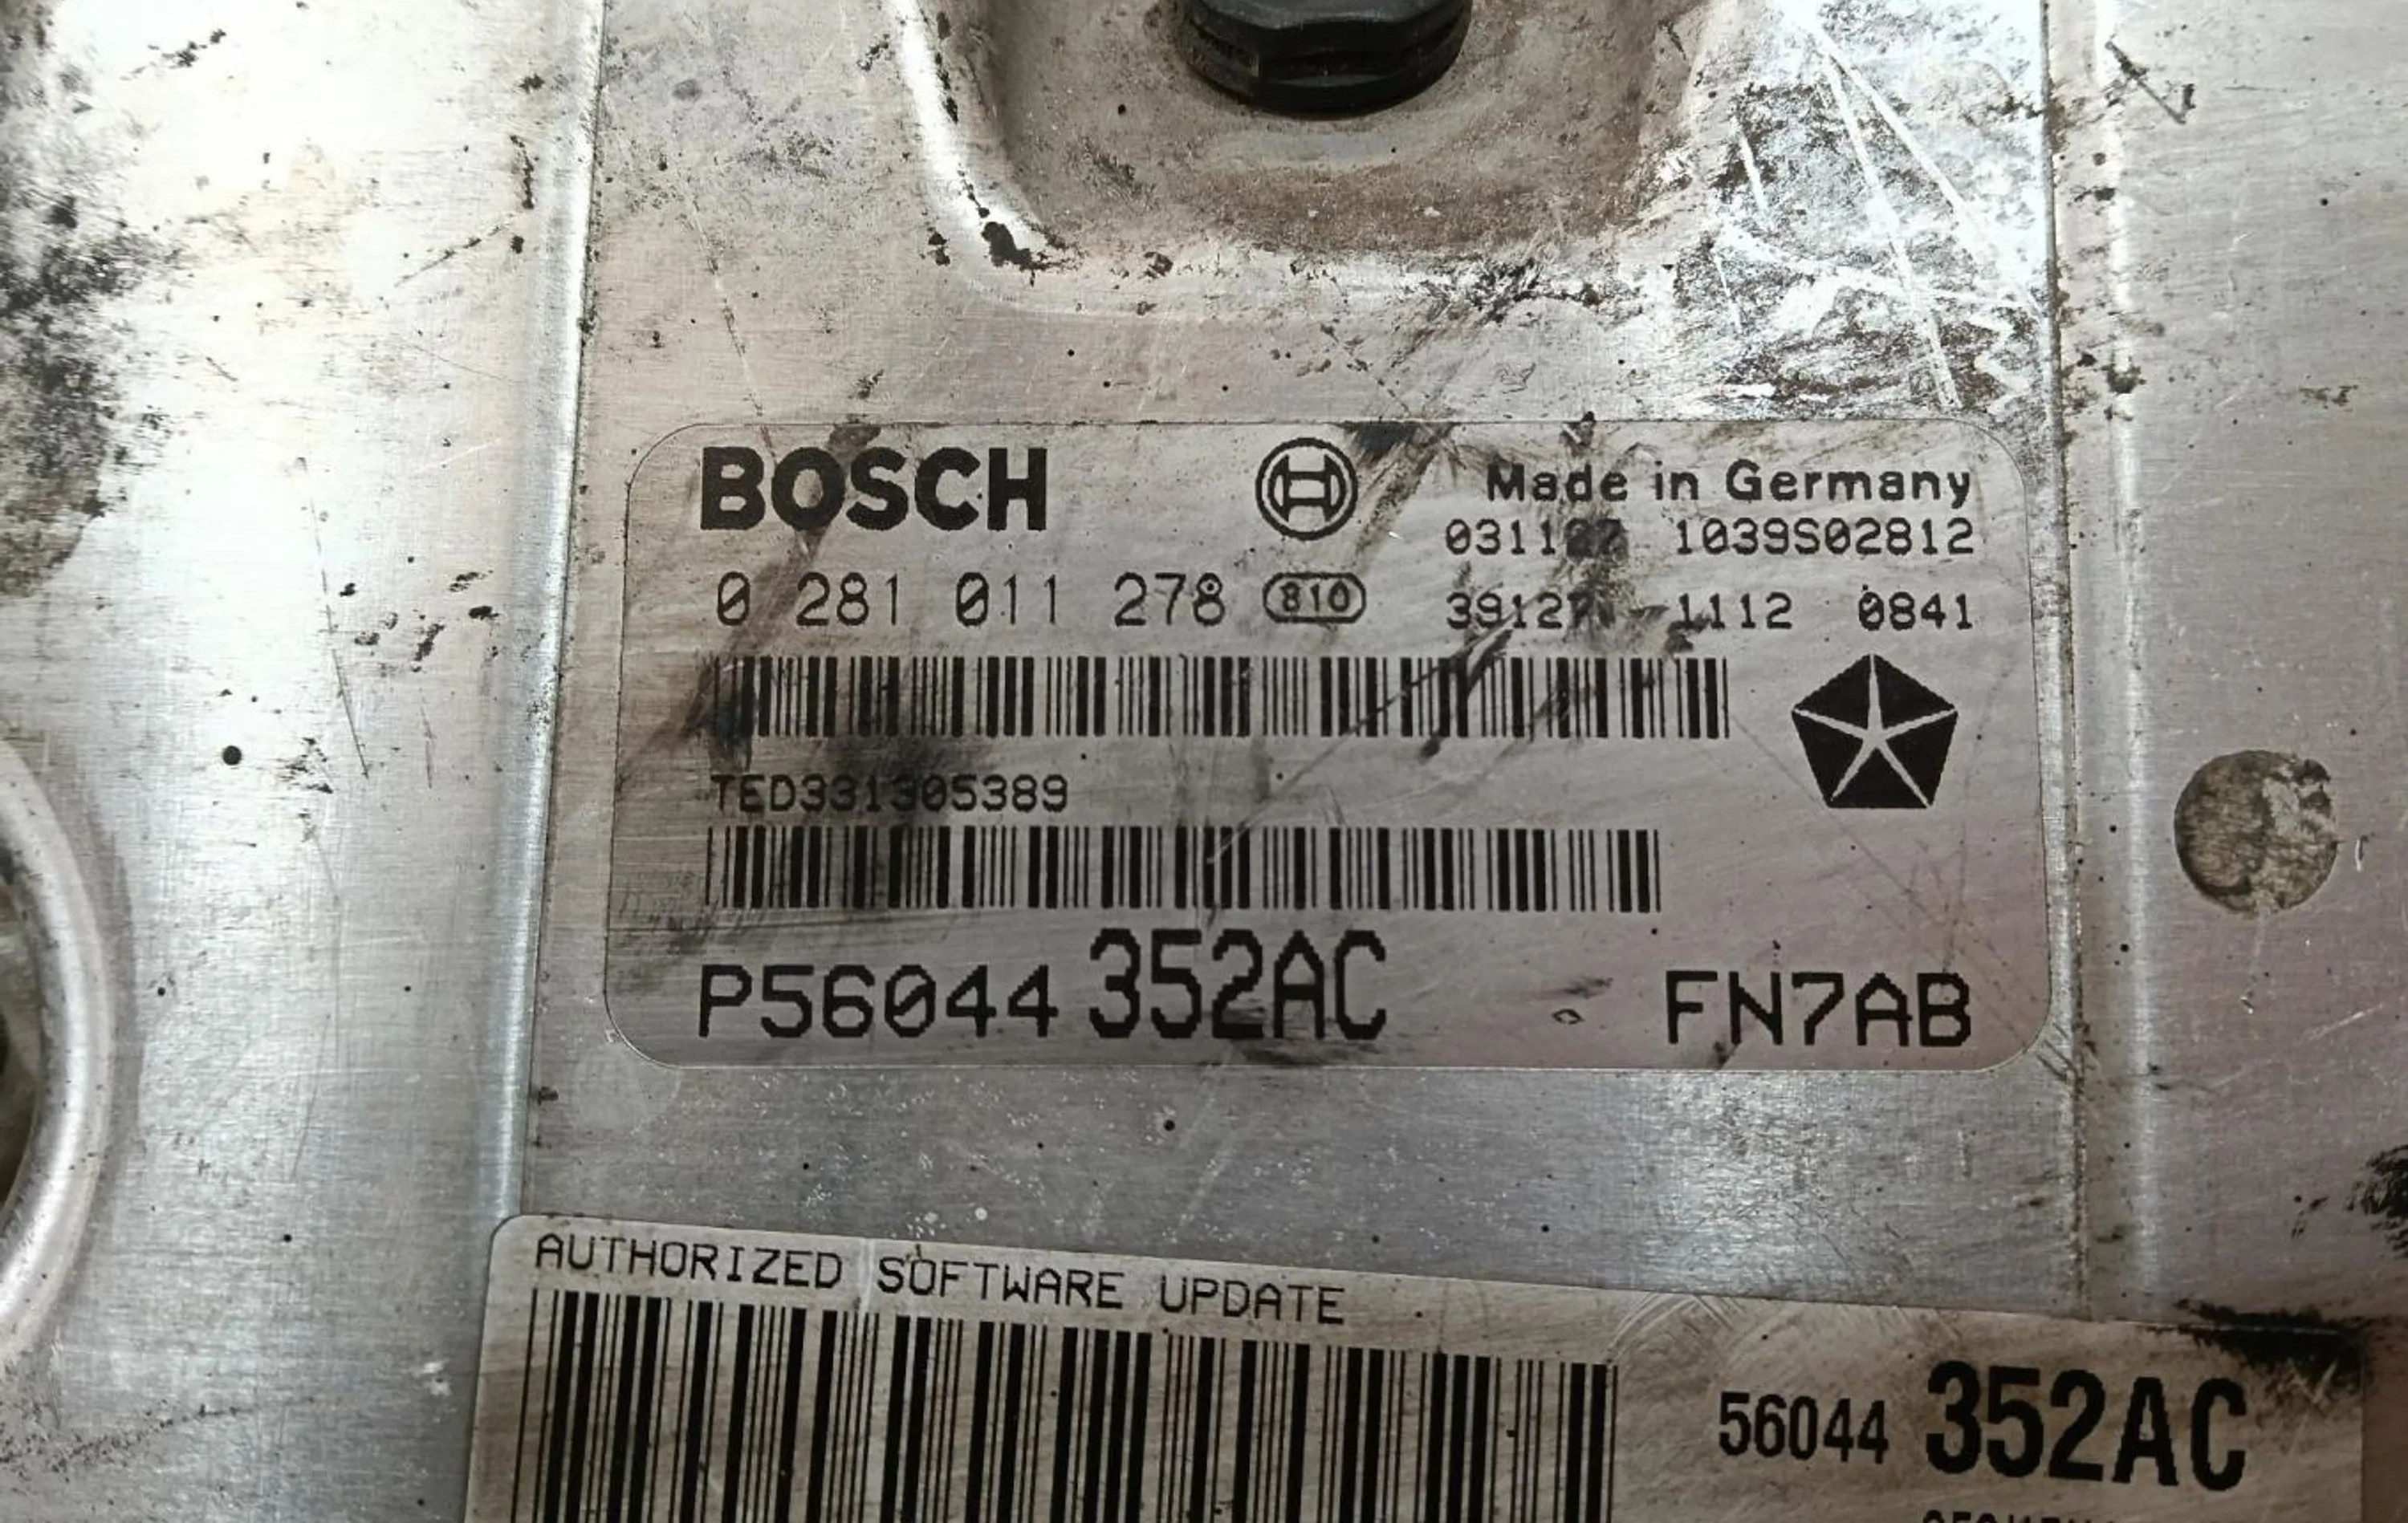 BOSCH
Made in Germany
1039S02812
0 281 011 278 810
1112 0841
TED331305389
P56044 352AC FN7AB
AUTHORIZED SOFTWARE UPDATE
56044 352AC